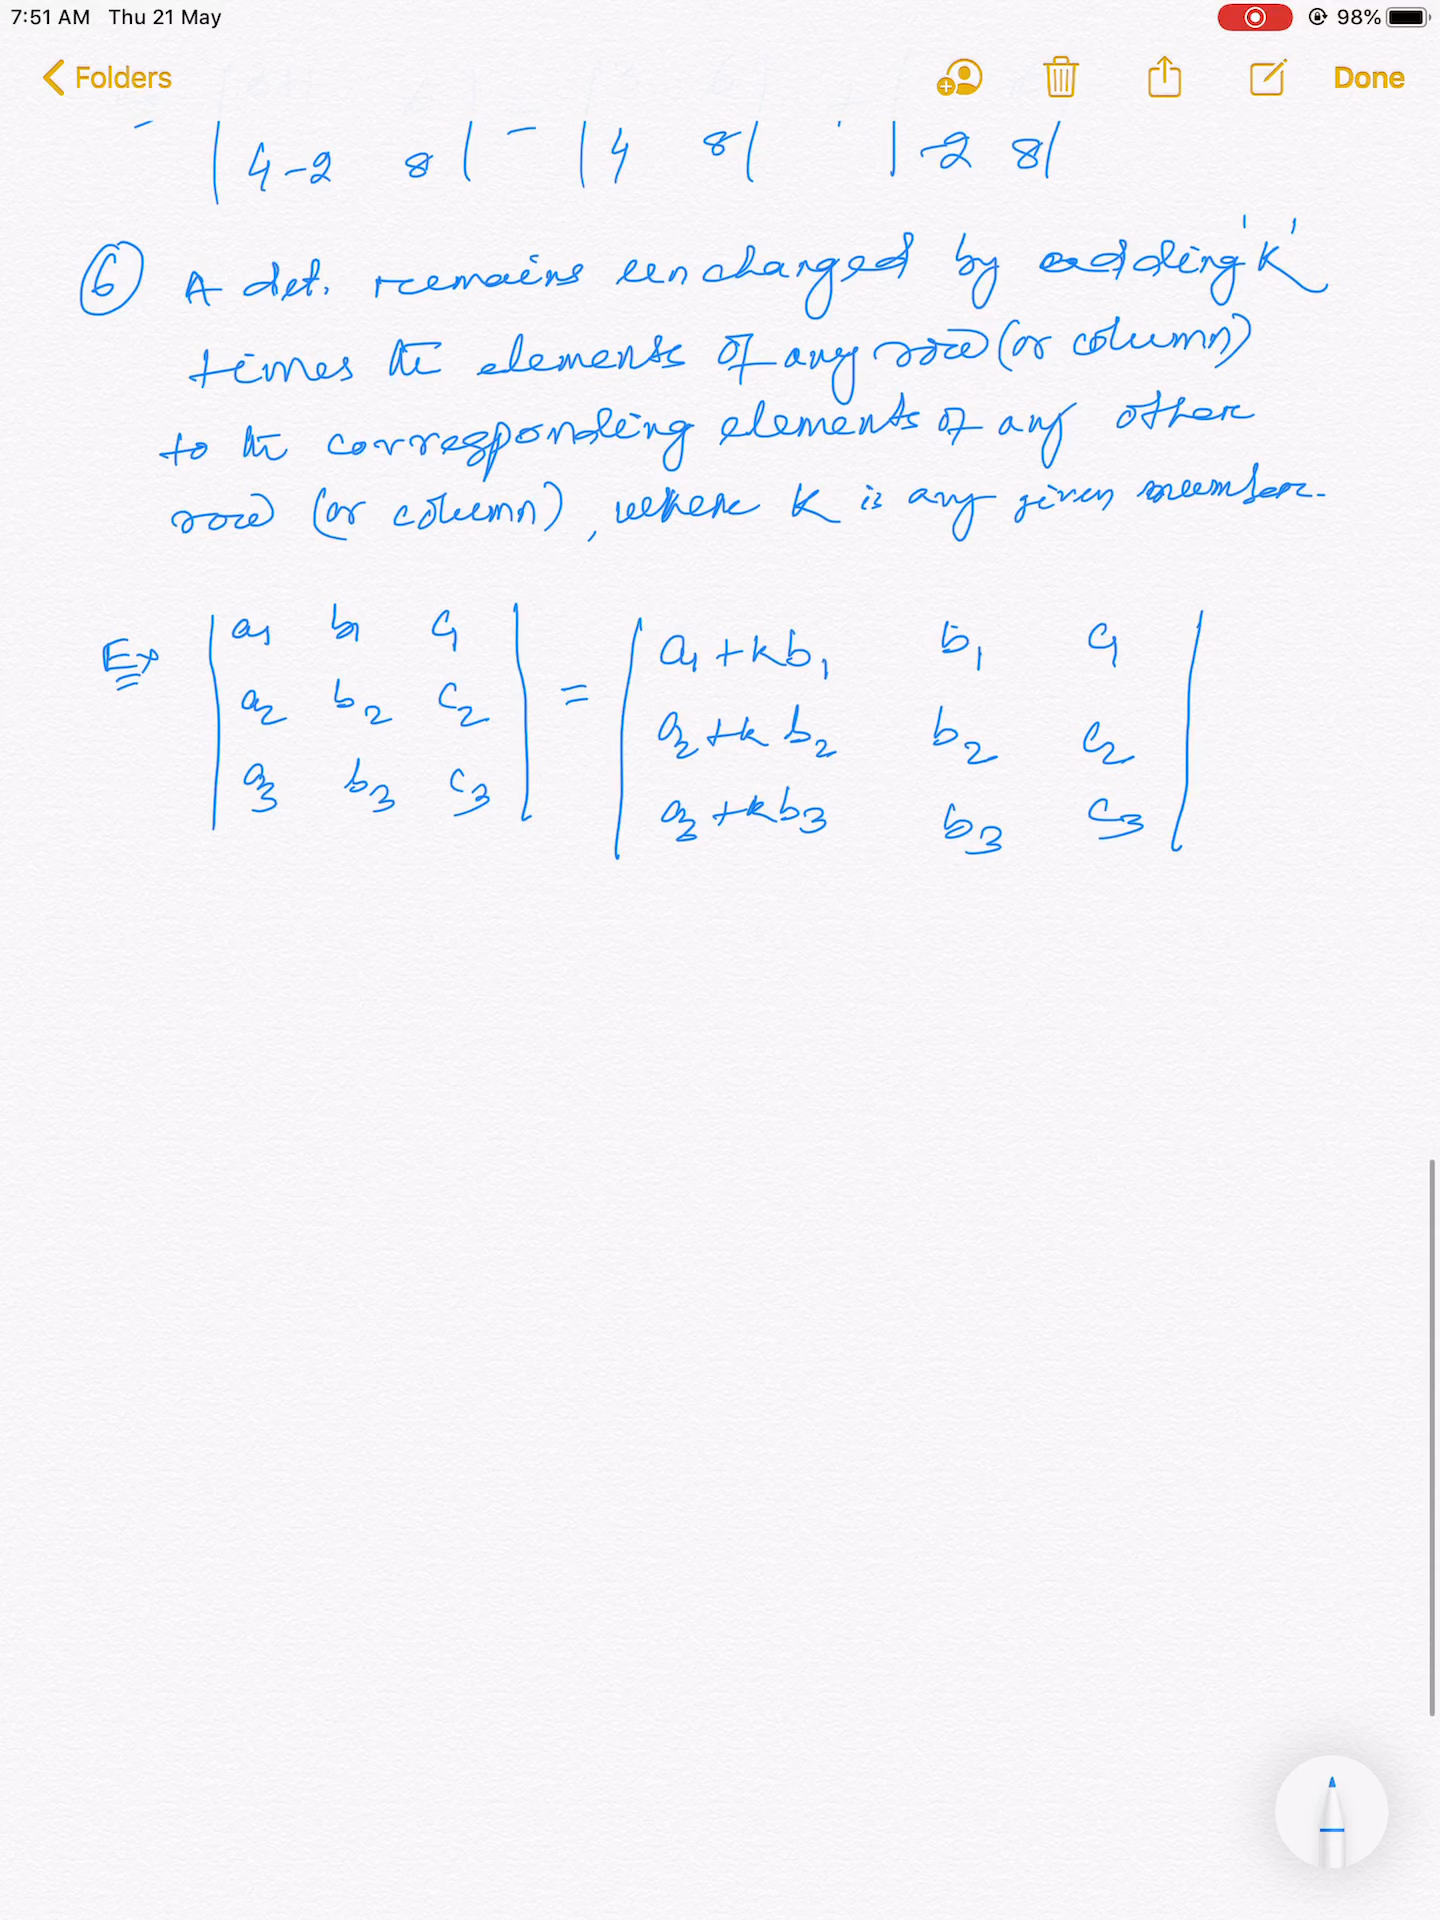 7:51 AM Thu 21 May 98%
Folders Done
| 4-2 8 | - | 4 8 | | -2 8 |
⑥ A det. remains unchanged by adding 'K'
times the elements of any row (or column)
to the corresponding elements of any other
row (or column), where K is any given number.
Ex | a₁ b₁ c₁ | = | a₁+kb₁ b₁ c₁ |
| a₂ b₂ c₂ | | a₂+kb₂ b₂ c₂ |
| a₃ b₃ c₃ | | a₃+kb₃ b₃ c₃ |